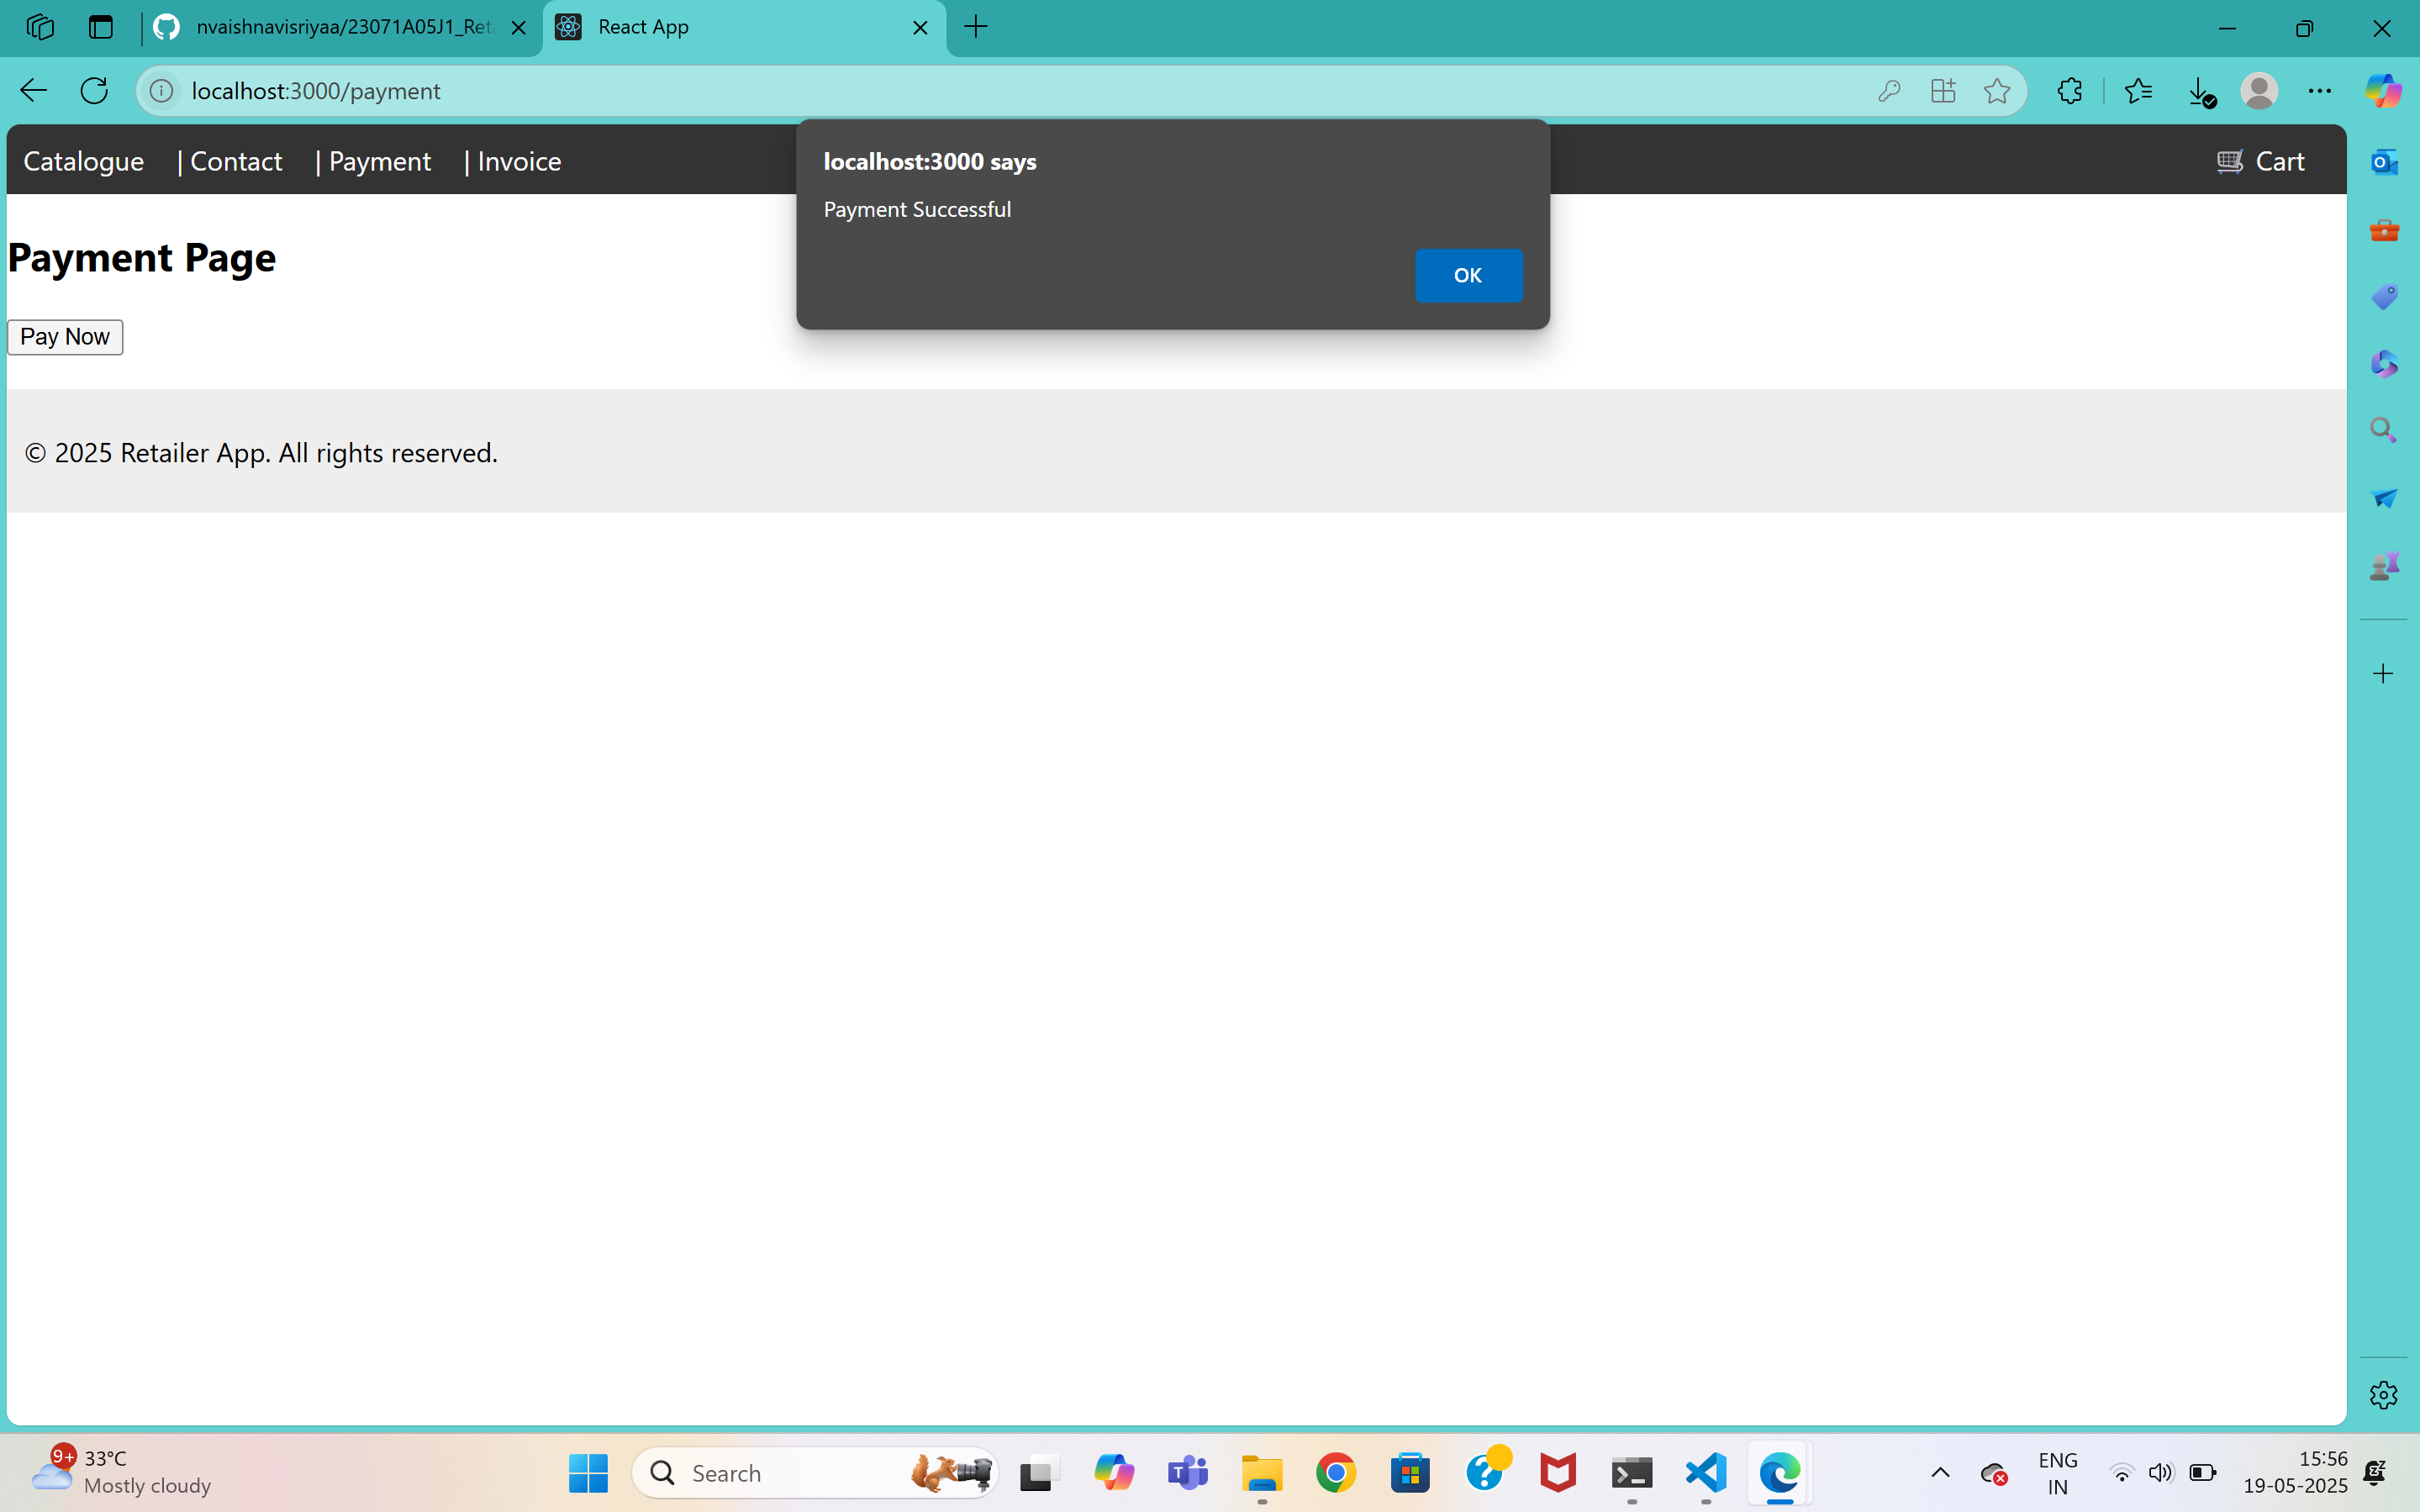 nvaishnavisriyaa/23071A05J1_Ret
React App
localhost:3000/payment
Catalogue | Contact | Payment | Invoice
Cart
localhost:3000 says
Payment Successful
OK
Payment Page
Pay Now
© 2025 Retailer App. All rights reserved.
9+
33°C
Mostly cloudy
Search
ENG
IN
15:56
19-05-2025